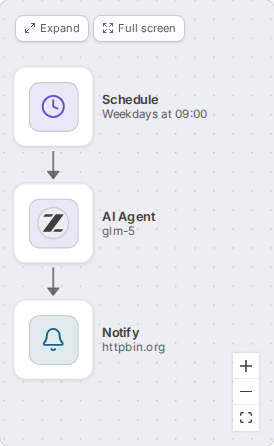 Expand
Full screen
Schedule
Weekdays at 09:00
AI Agent
glm-5
Notify
httpbin.org